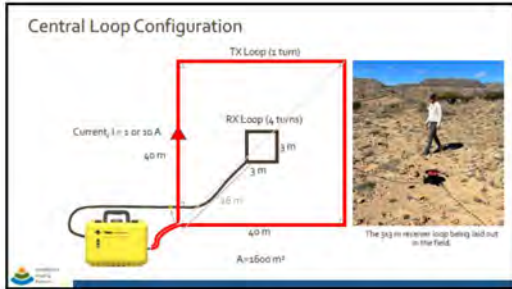 Central Loop Configuration
TX Loop (1 turn)
RX Loop (4 turns)
Current, I = 1 or 10 A
40 m
3 m
3 m
40 m
A=1600 m²
The 3x3 m receiver loop being laid out
in the field.